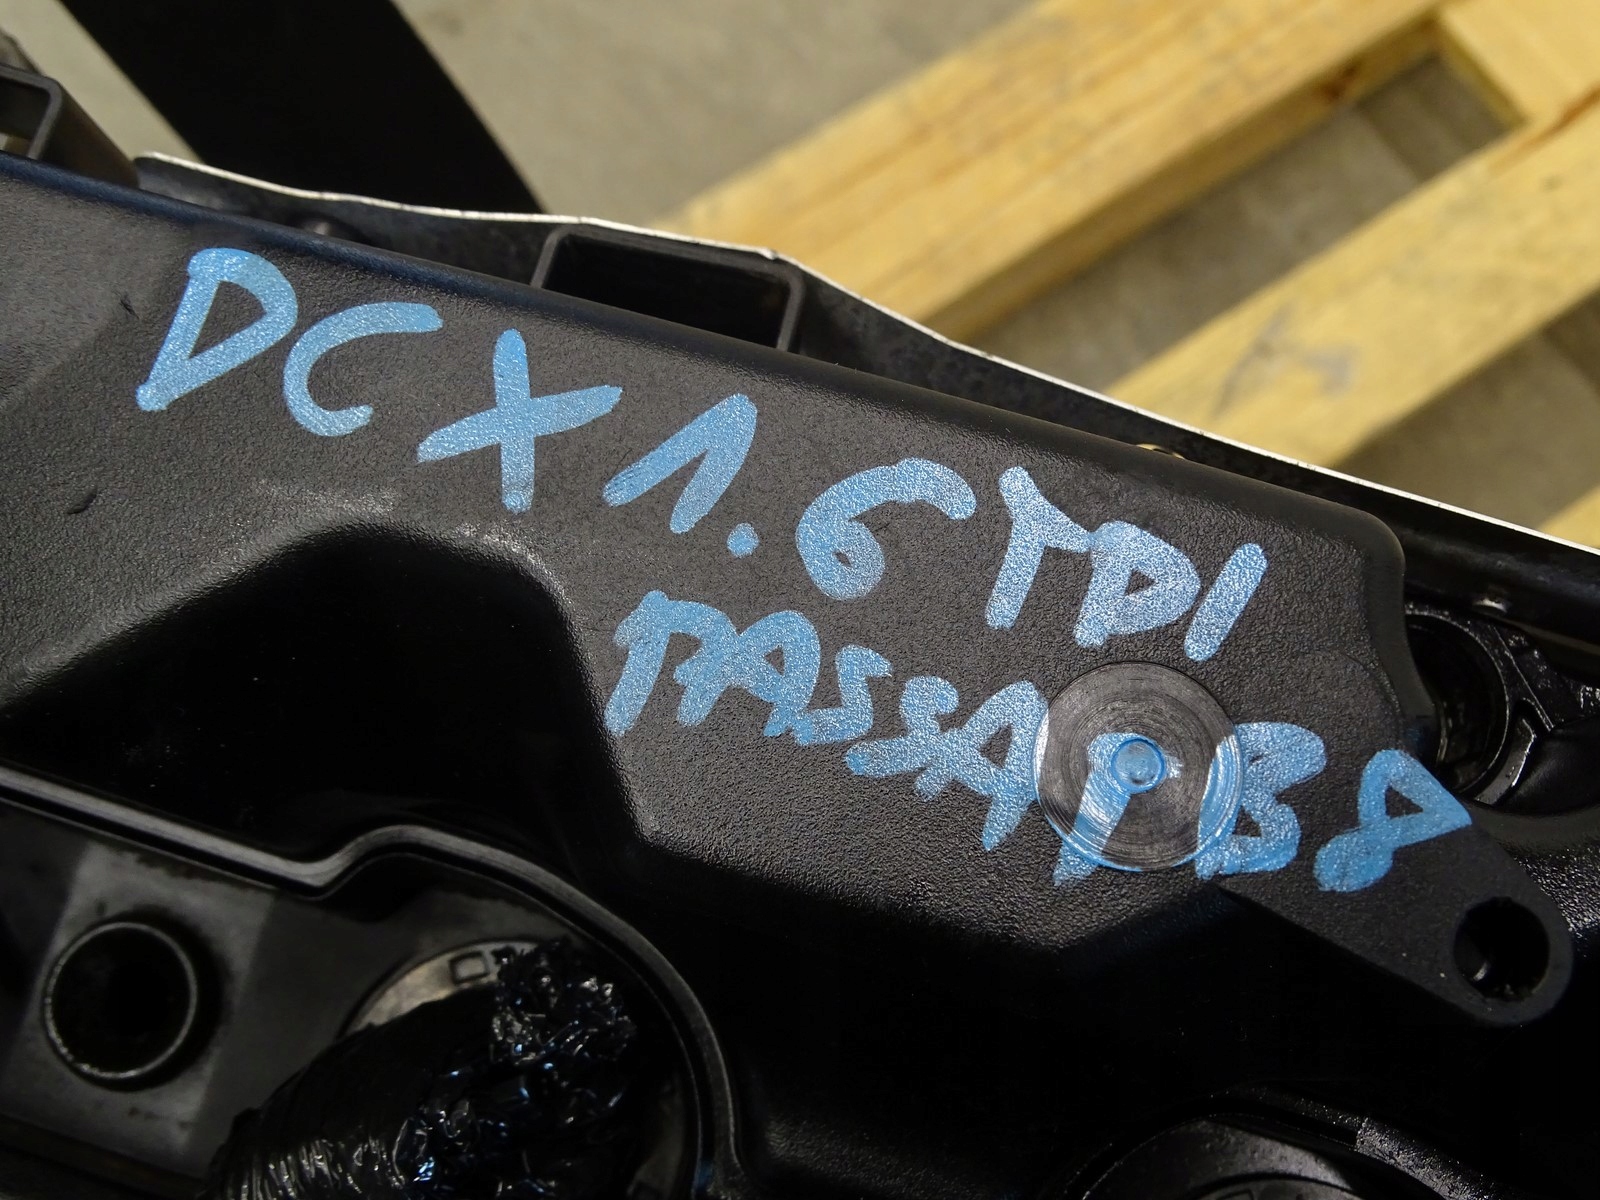 DCX 1.6 TDI
PASSAT B8